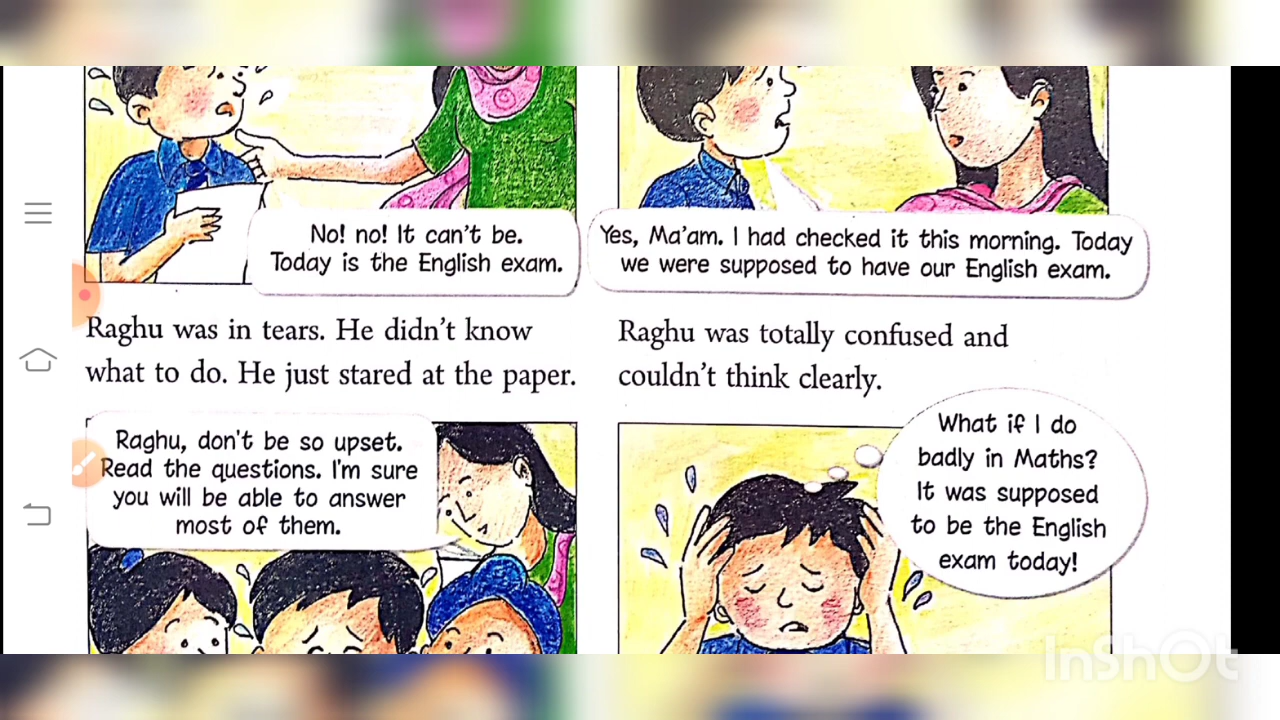 No! no! It can't be.
Today is the English exam.
Yes, Ma'am. I had checked it this morning. Today
we were supposed to have our English exam.
Raghu was in tears. He didn't know
what to do. He just stared at the paper.
Raghu was totally confused and
couldn't think clearly.
Raghu, don't be so upset.
Read the questions. I'm sure
you will be able to answer
most of them.
What if I do
badly in Maths?
It was supposed
to be the English
exam today!
InShOt